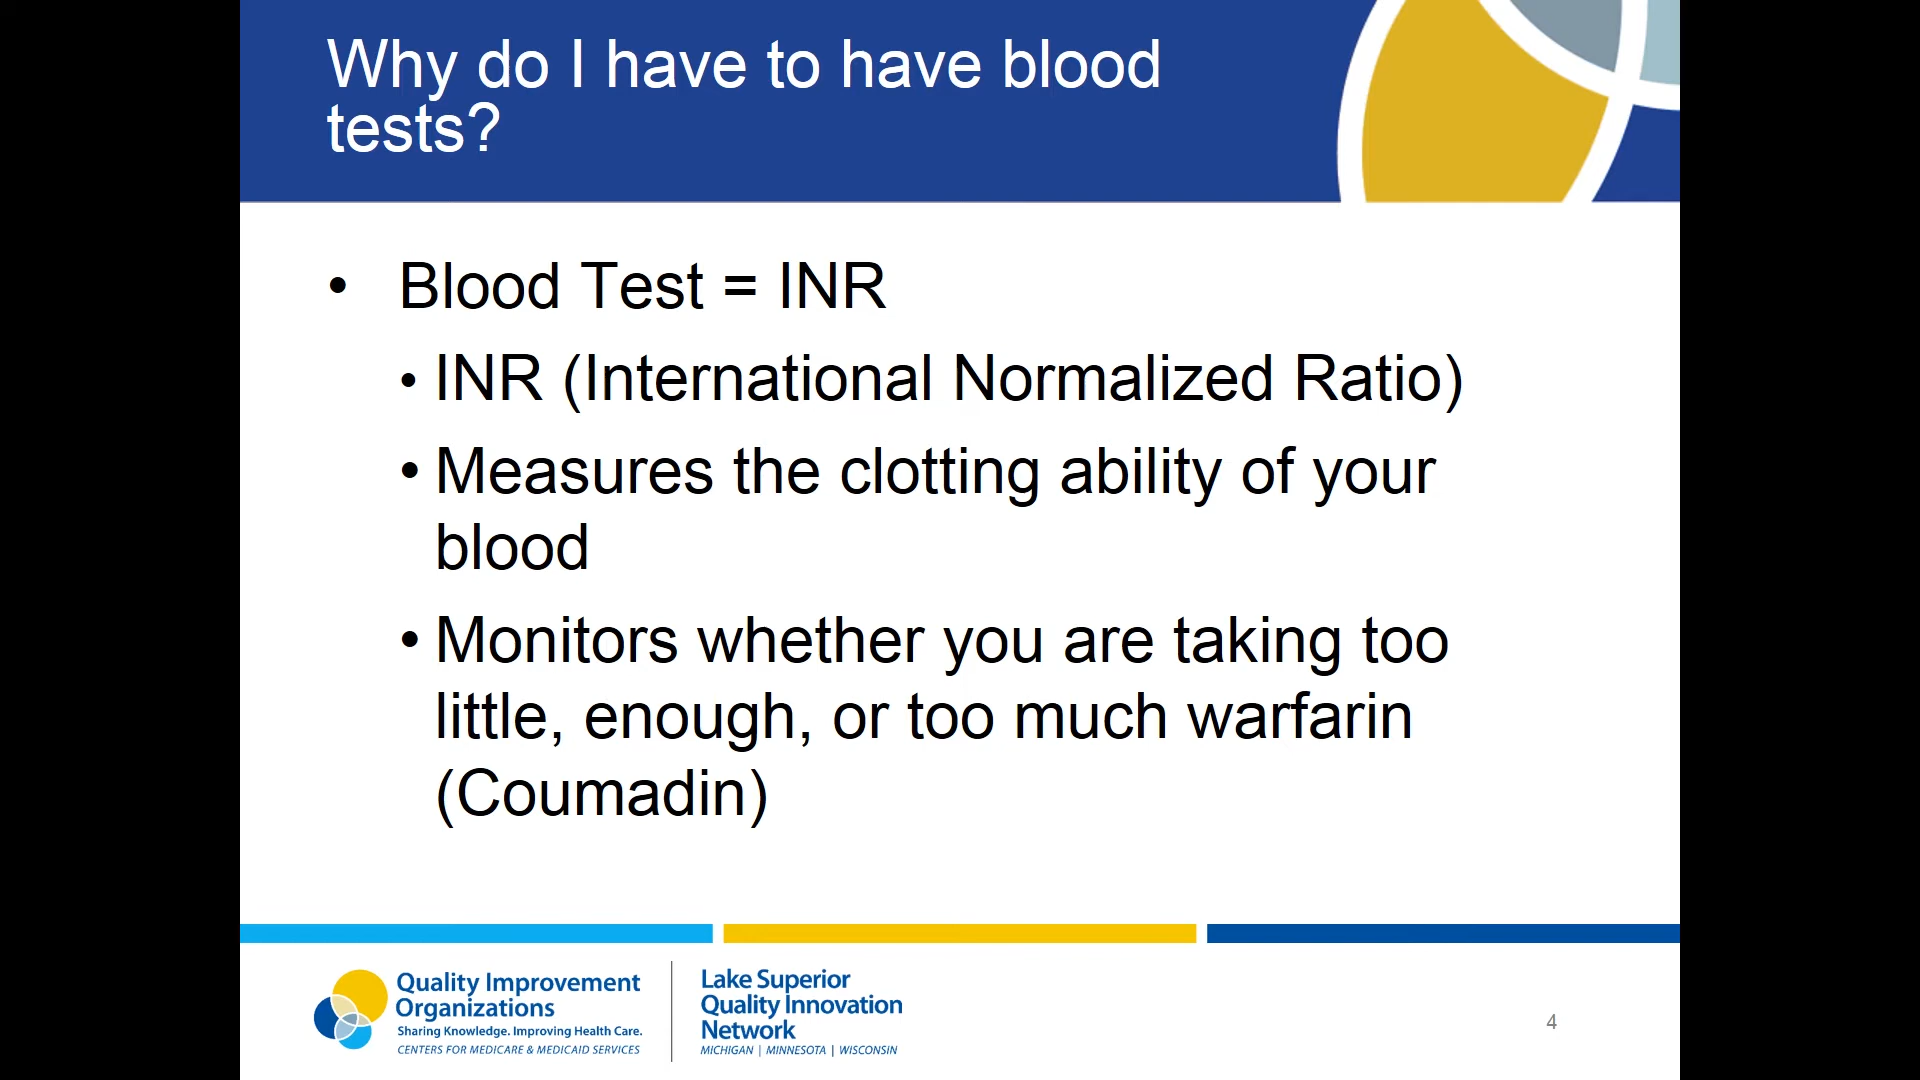 Why do I have to have blood
tests?
• Blood Test = INR
• INR (International Normalized Ratio)
• Measures the clotting ability of your
blood
• Monitors whether you are taking too
little, enough, or too much warfarin
(Coumadin)
Quality Improvement
Organizations
Sharing Knowledge. Improving Health Care.
CENTERS FOR MEDICARE & MEDICAID SERVICES
Lake Superior
Quality Innovation
Network
MICHIGAN | MINNESOTA | WISCONSIN
4